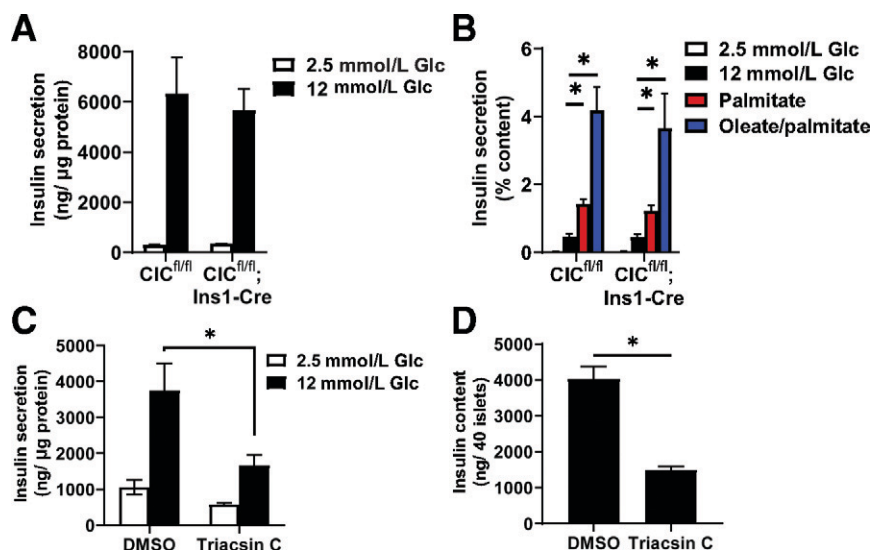 A
Insulin secretion
(ng/ µg protein)
8000
6000
4000
2000
0
2.5 mmol/L Glc
12 mmol/L Glc
CIC^fl/fl
CIC^fl/fl;
Ins1-Cre
B
Insulin secretion
(% content)
6
4
2
0
* *
* *
2.5 mmol/L Glc
12 mmol/L Glc
Palmitate
Oleate/palmitate
CIC^fl/fl
CIC^fl/fl;
Ins1-Cre
C
Insulin secretion
(ng/ µg protein)
5000
4000
3000
2000
1000
0
*
2.5 mmol/L Glc
12 mmol/L Glc
DMSO Triacsin C
D
Insulin content
(ng/ 40 islets)
5000
4000
3000
2000
1000
0
*
DMSO Triacsin C